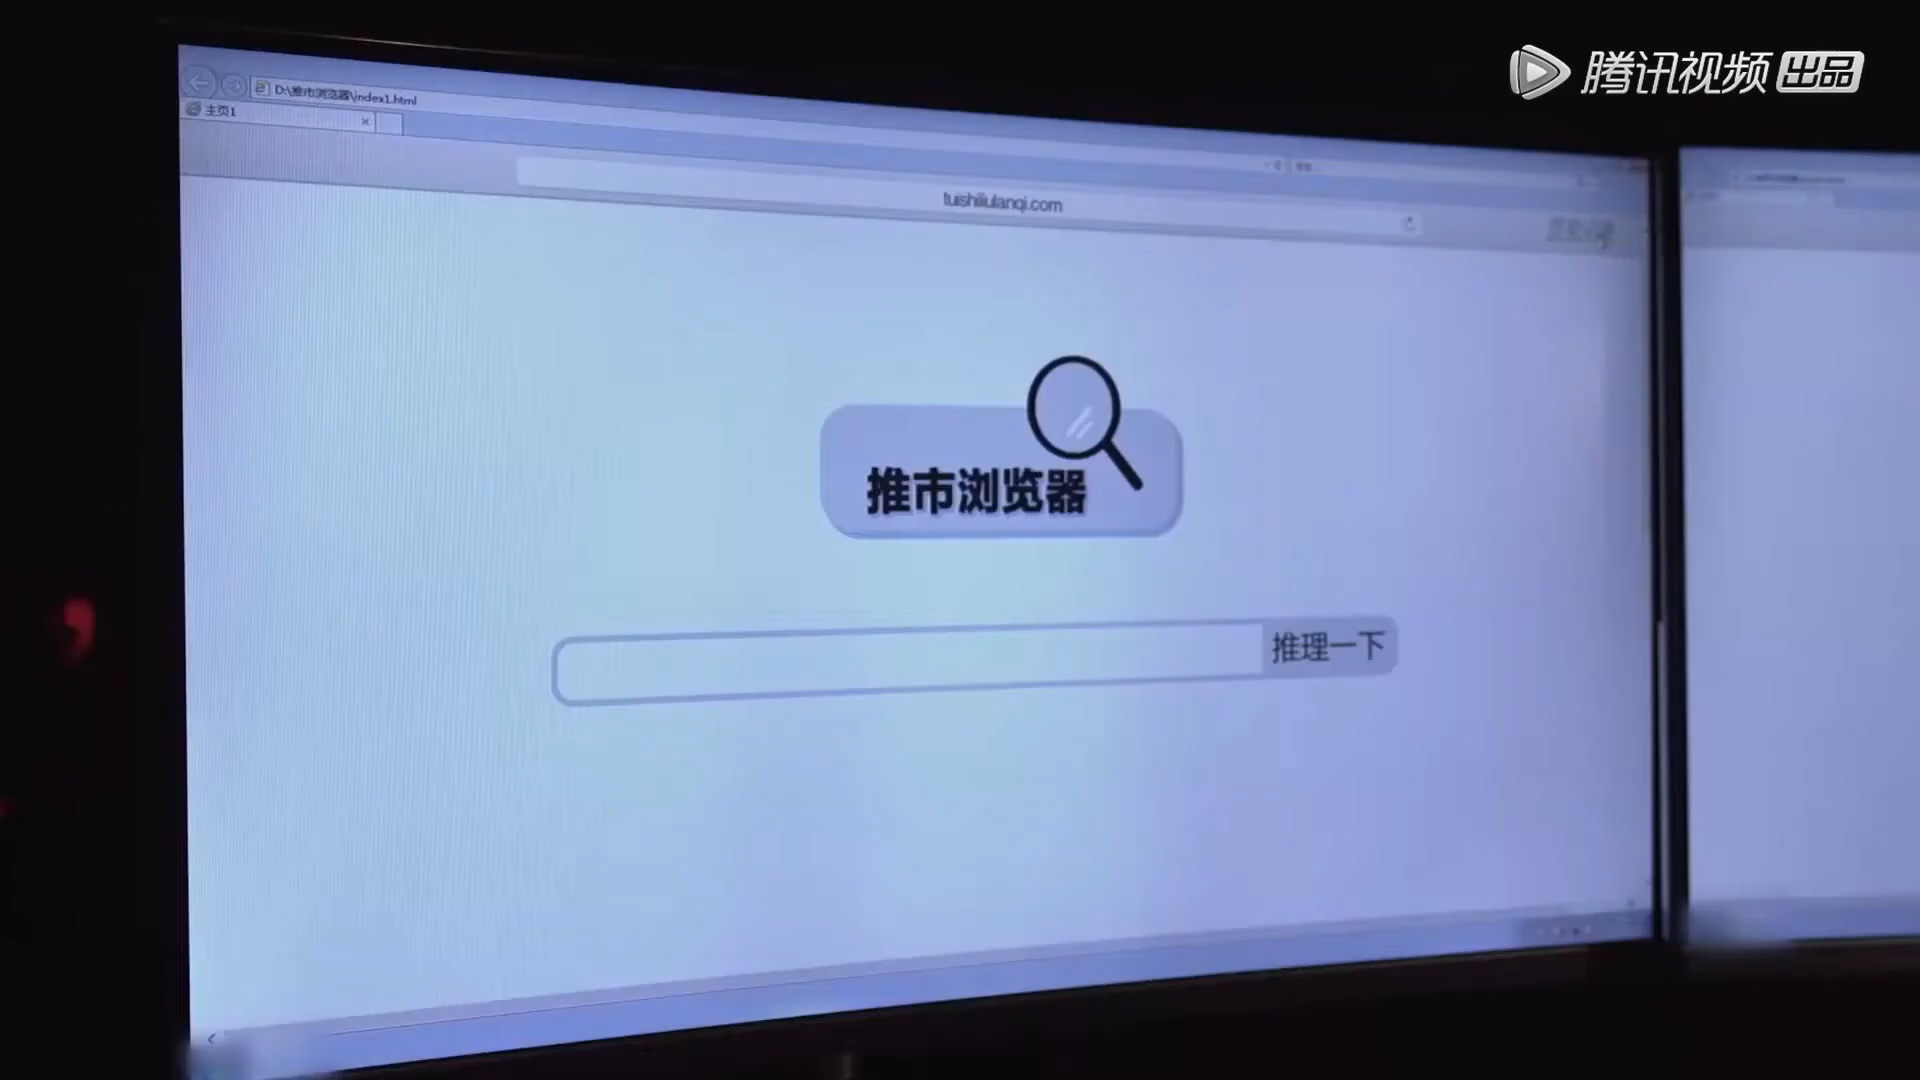 腾讯视频 出品
D:\推市浏览器\index1.html
主页1
tuishiliulanqi.com
推市浏览器
推理一下